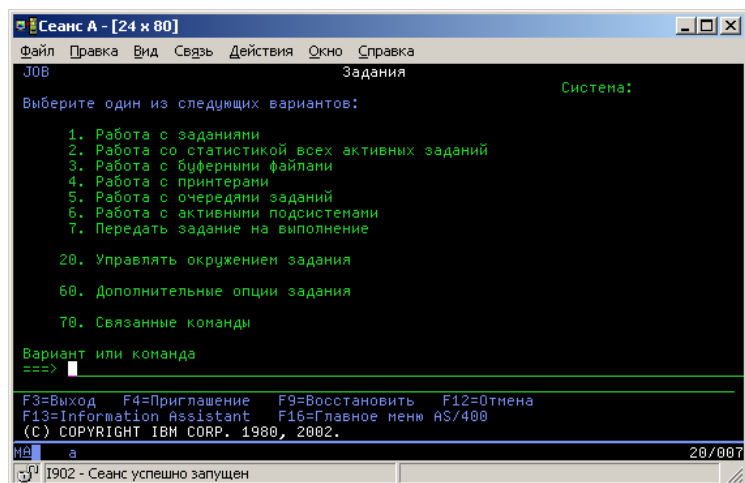 Сеанс A - [24 x 80]
Файл Правка Вид Связь Действия Окно Справка
JOB Задания
Система:
Выберите один из следующих вариантов:
1. Работа с заданиями
2. Работа со статистикой всех активных заданий
3. Работа с буферными файлами
4. Работа с принтерами
5. Работа с очередями заданий
6. Работа с активными подсистемами
7. Передать задание на выполнение
20. Управлять окружением задания
60. Дополнительные опции задания
70. Связанные команды
Вариант или команда
===>
F3=Выход F4=Приглашение F9=Восстановить F12=Отмена
F13=Information Assistant F16=Главное меню AS/400
(C) COPYRIGHT IBM CORP. 1980, 2002.
MA a 20/007
I902 - Сеанс успешно запущен